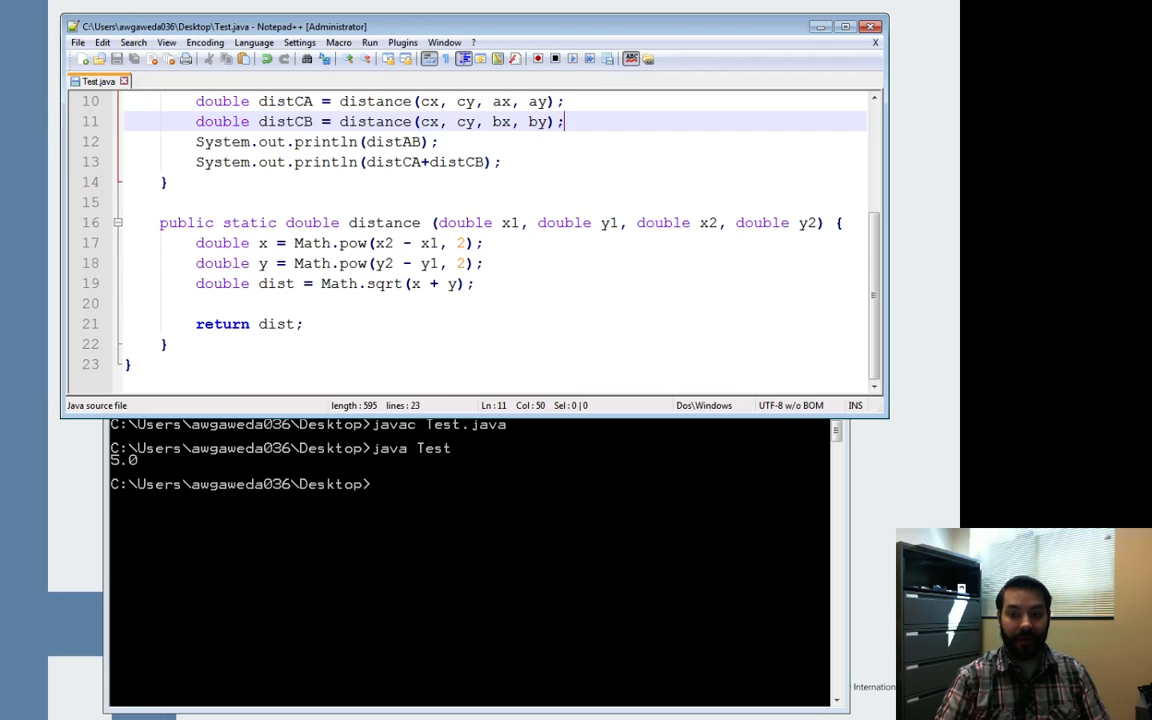 C:\Users\awgaweda036\Desktop\Test.java - Notepad++ [Administrator]
File Edit Search View Encoding Language Settings Macro Run Plugins Window ? X
Test.java
10 double distCA = distance(cx, cy, ax, ay);
11 double distCB = distance(cx, cy, bx, by);
12 System.out.println(distAB);
13 System.out.println(distCA+distCB);
14 }
15
16 public static double distance (double x1, double y1, double x2, double y2) {
17 double x = Math.pow(x2 - x1, 2);
18 double y = Math.pow(y2 - y1, 2);
19 double dist = Math.sqrt(x + y);
20
21 return dist;
22 }
23 }
Java source file length : 595 lines : 23 Ln : 11 Col : 50 Sel : 0 | 0 Dos\Windows UTF-8 w/o BOM INS
C:\Users\awgaweda036\Desktop>javac Test.java
C:\Users\awgaweda036\Desktop>java Test
5.0
C:\Users\awgaweda036\Desktop>
International